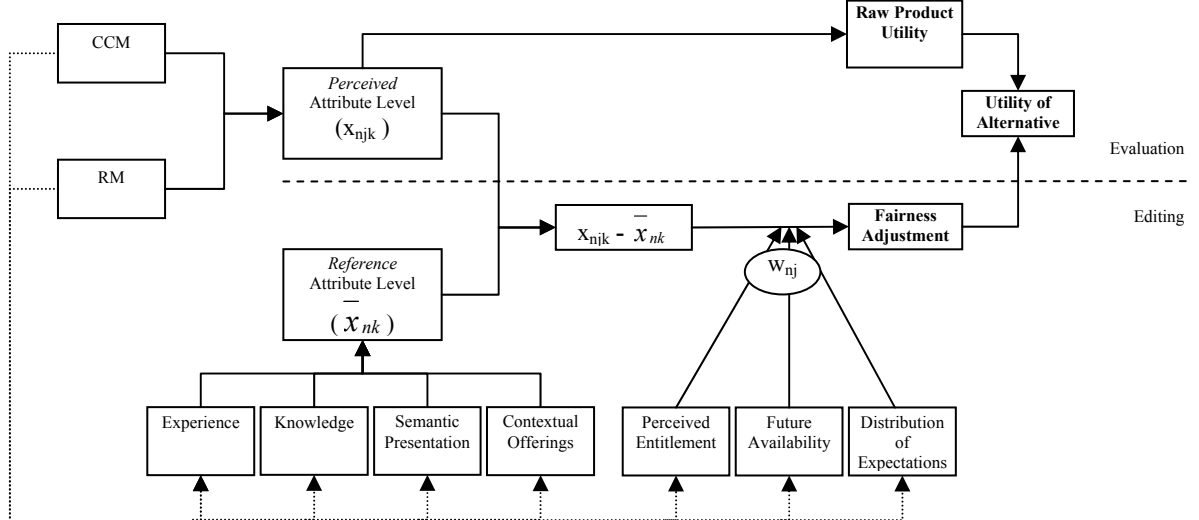 CCM
RM
Perceived
Attribute Level
(x_njk)
Raw Product
Utility
Utility of
Alternative
Evaluation
Editing
x_njk - x̄_nk
Fairness
Adjustment
Reference
Attribute Level
(x̄_nk)
w_nj
Experience
Knowledge
Semantic
Presentation
Contextual
Offerings
Perceived
Entitlement
Future
Availability
Distribution
of
Expectations